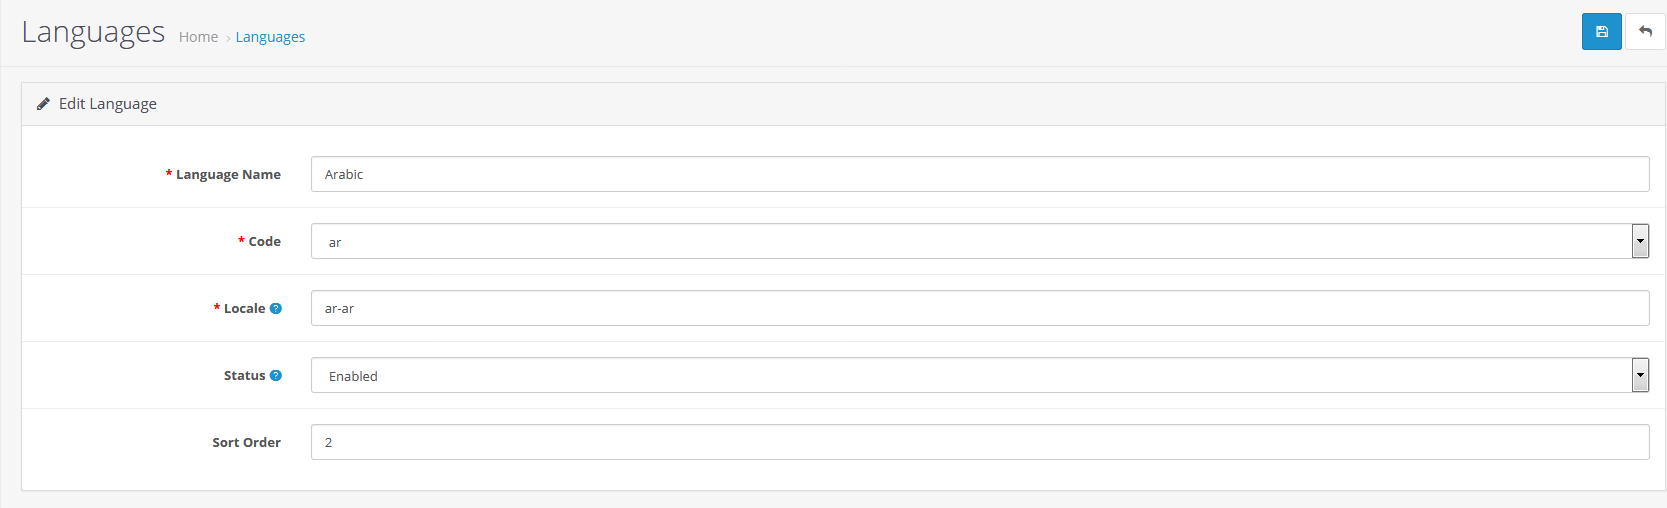 Languages Home › Languages
Edit Language
* Language Name Arabic
* Code ar
* Locale ? ar-ar
Status ? Enabled
Sort Order 2